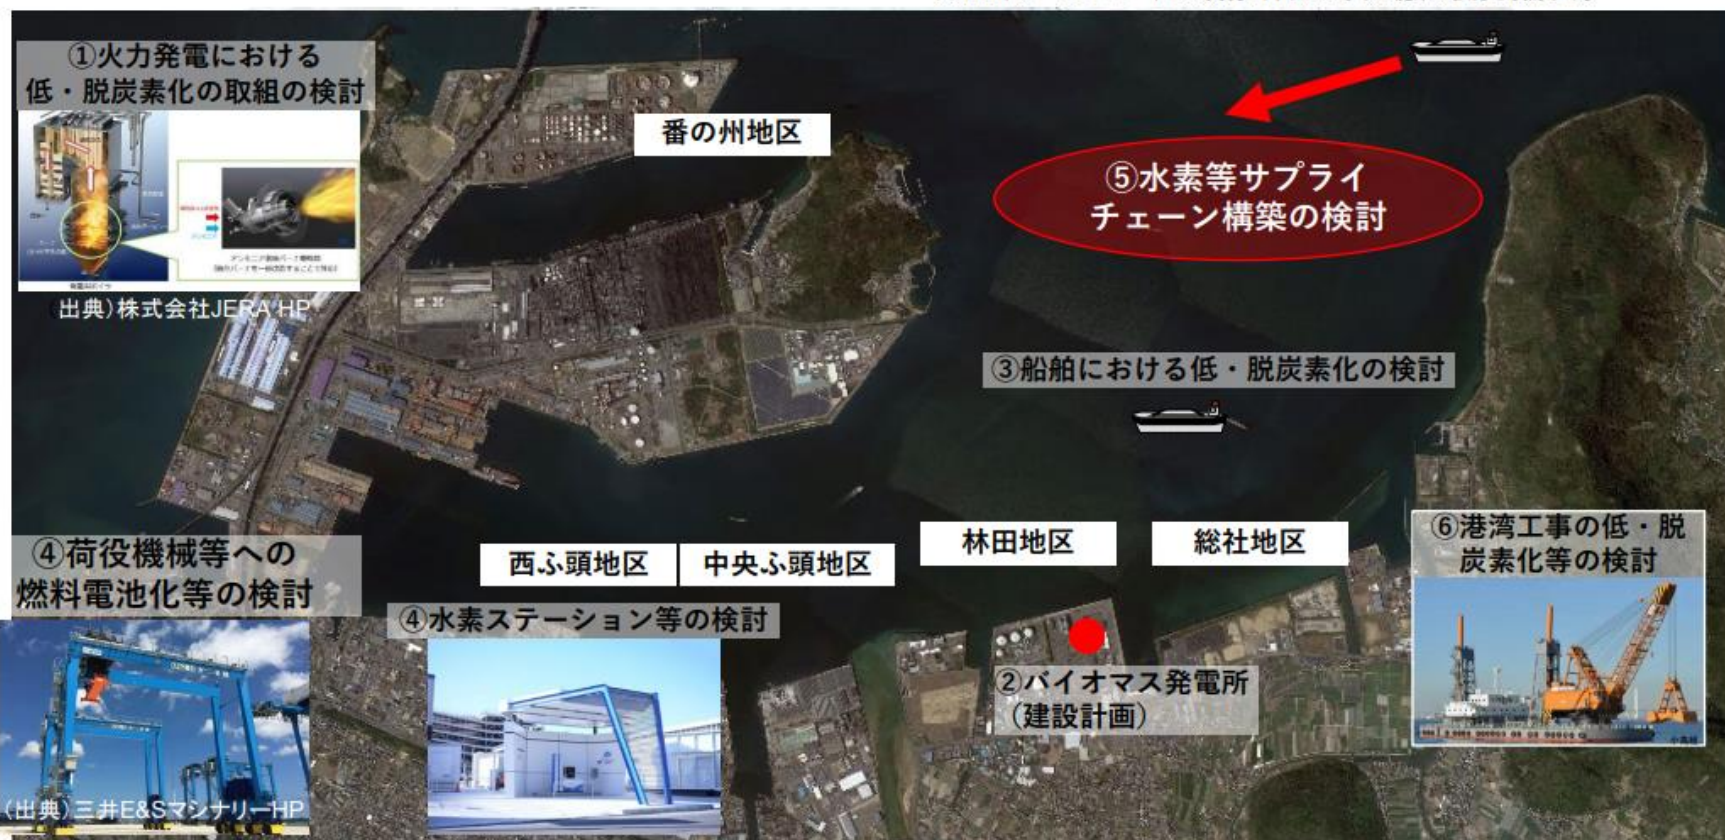 ①火力発電における
低・脱炭素化の取組の検討
(出典)株式会社JERA HP
番の州地区
⑤水素等サプライ
チェーン構築の検討
③船舶における低・脱炭素化の検討
④荷役機械等への
燃料電池化等の検討
(出典)三井E&SマシナリーHP
西ふ頭地区
中央ふ頭地区
④水素ステーション等の検討
林田地区
総社地区
②バイオマス発電所
(建設計画)
⑥港湾工事の低・脱
炭素化等の検討